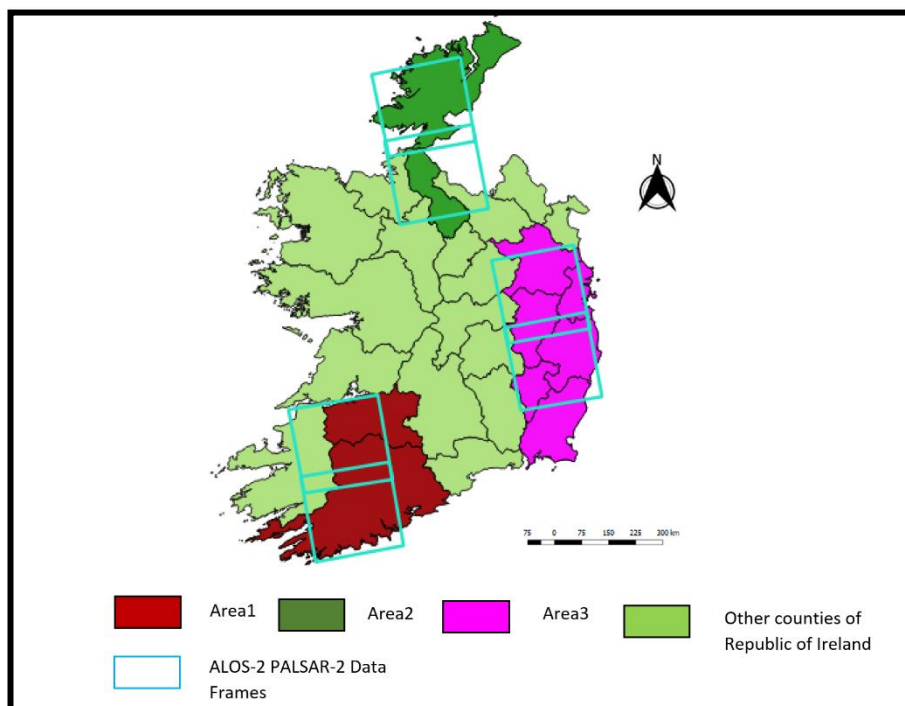 N
75 0 75 150 225 300 km
Area1
Area2
Area3
Other counties of
Republic of Ireland
ALOS-2 PALSAR-2 Data
Frames